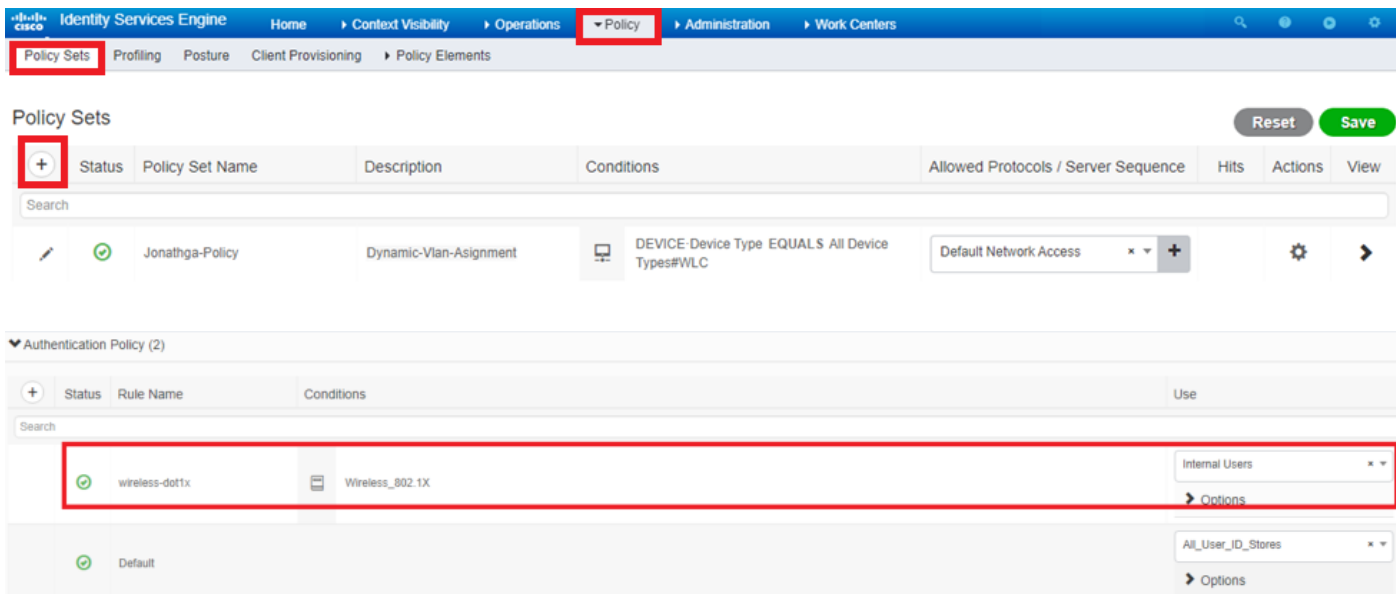 cisco Identity Services Engine Home Context Visibility Operations Policy Administration Work Centers
Policy Sets Profiling Posture Client Provisioning Policy Elements
Policy Sets
Reset Save
+ Status Policy Set Name Description Conditions Allowed Protocols / Server Sequence Hits Actions View
Search
Jonathga-Policy Dynamic-Vlan-Asignment DEVICE·Device Type EQUALS All Device Types#WLC Default Network Access × +
Authentication Policy (2)
+ Status Rule Name Conditions Use
Search
wireless-dot1x Wireless_802.1X Internal Users ×
Options
Default All_User_ID_Stores ×
Options